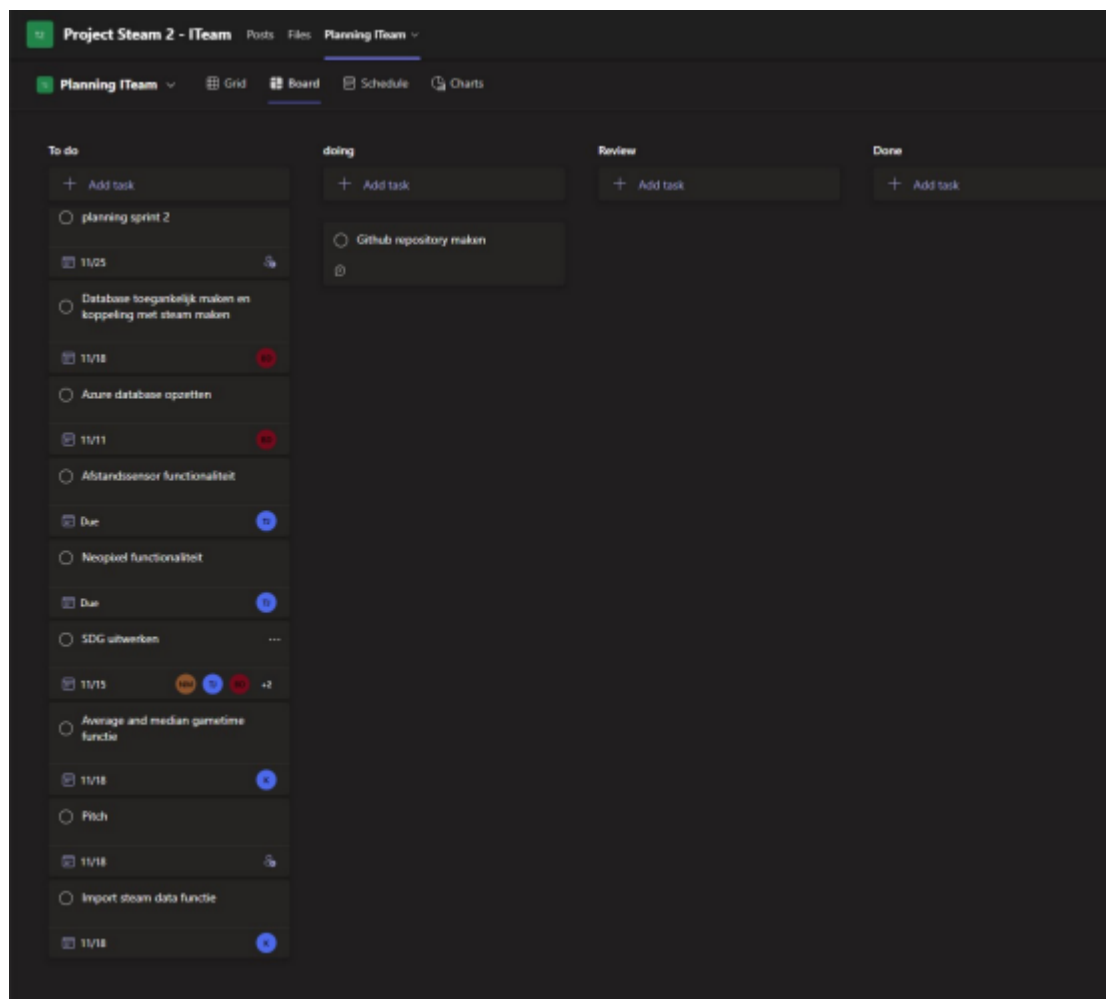 Project Steam 2 - ITeam Posts Files Planning ITeam
Planning ITeam Grid Board Schedule Charts
To do
Add task
planning sprint 2
11/25
Database toegankelijk maken en
koppeling met steam maken
11/18
Azure database opzetten
11/11
Afstandssensor functionaliteit
Due
TJ
Neopixel functionaliteit
Due
TJ
SDG uitwerken
11/15
NM TJ +2
Average and median gametime
functie
11/18
K
Pitch
11/18
Import steam data functie
11/18
K
doing
Add task
Github repository maken
Review
Add task
Done
Add task